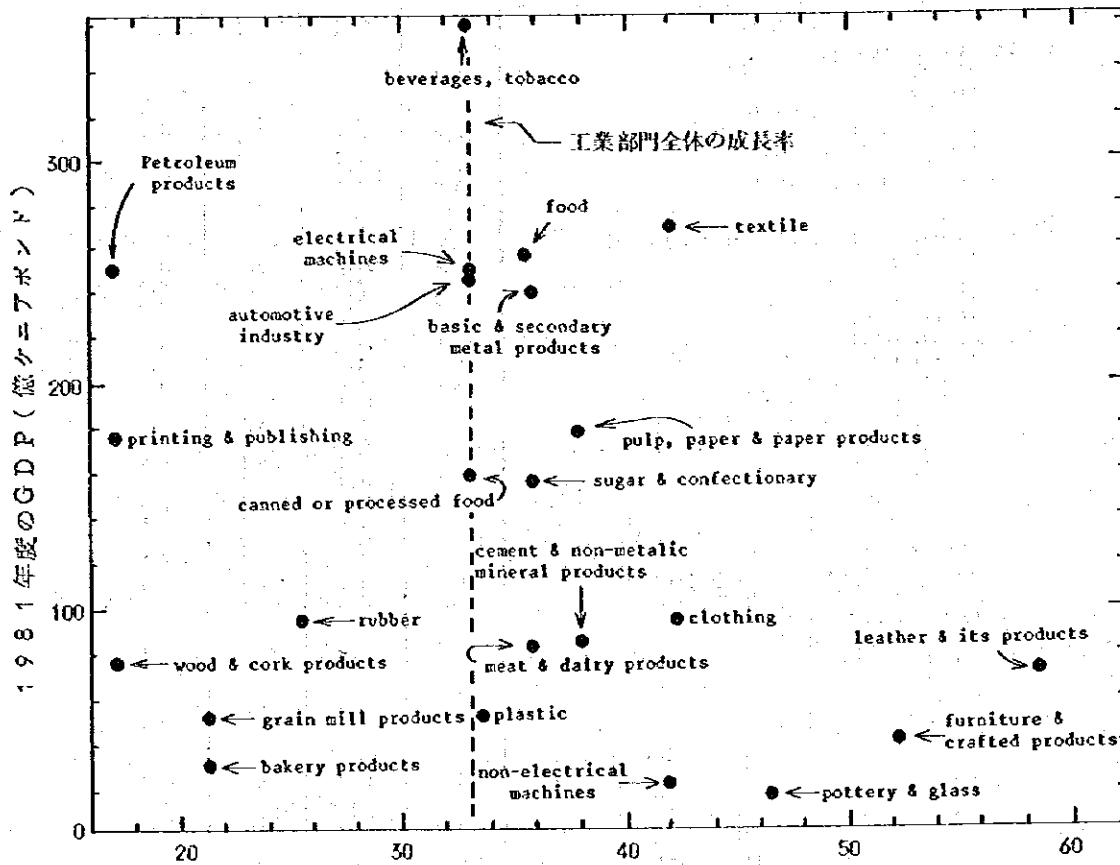 beverages, tobacco
工業部門全体の成長率
300
Petroleum
products
food
textile
electrical
machines
automotive
industry
basic & secondary
metal products
1981年度のGDP(億ケニアポンド)
200
printing & publishing
pulp, paper & paper products
canned or processed food
sugar & confectionary
cement & non-metalic
mineral products
100
rubber
clothing
leather & its products
wood & cork products
meat & dairy products
grain mill products
plastic
furniture &
crafted products
bakery products
non-electrical
machines
pottery & glass
0
20
30
40
50
60